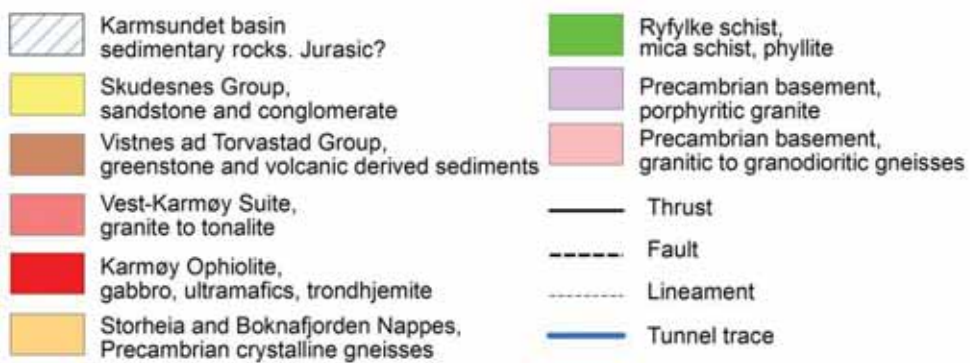 Karmsundet basin
sedimentary rocks. Jurasic?
Skudesnes Group,
sandstone and conglomerate
Vistnes ad Torvastad Group,
greenstone and volcanic derived sediments
Vest-Karmøy Suite,
granite to tonalite
Karmøy Ophiolite,
gabbro, ultramafics, trondhjemite
Storheia and Boknafjorden Nappes,
Precambrian crystalline gneisses
Ryfylke schist,
mica schist, phyllite
Precambrian basement,
porphyritic granite
Precambrian basement,
granitic to granodioritic gneisses
Thrust
Fault
Lineament
Tunnel trace